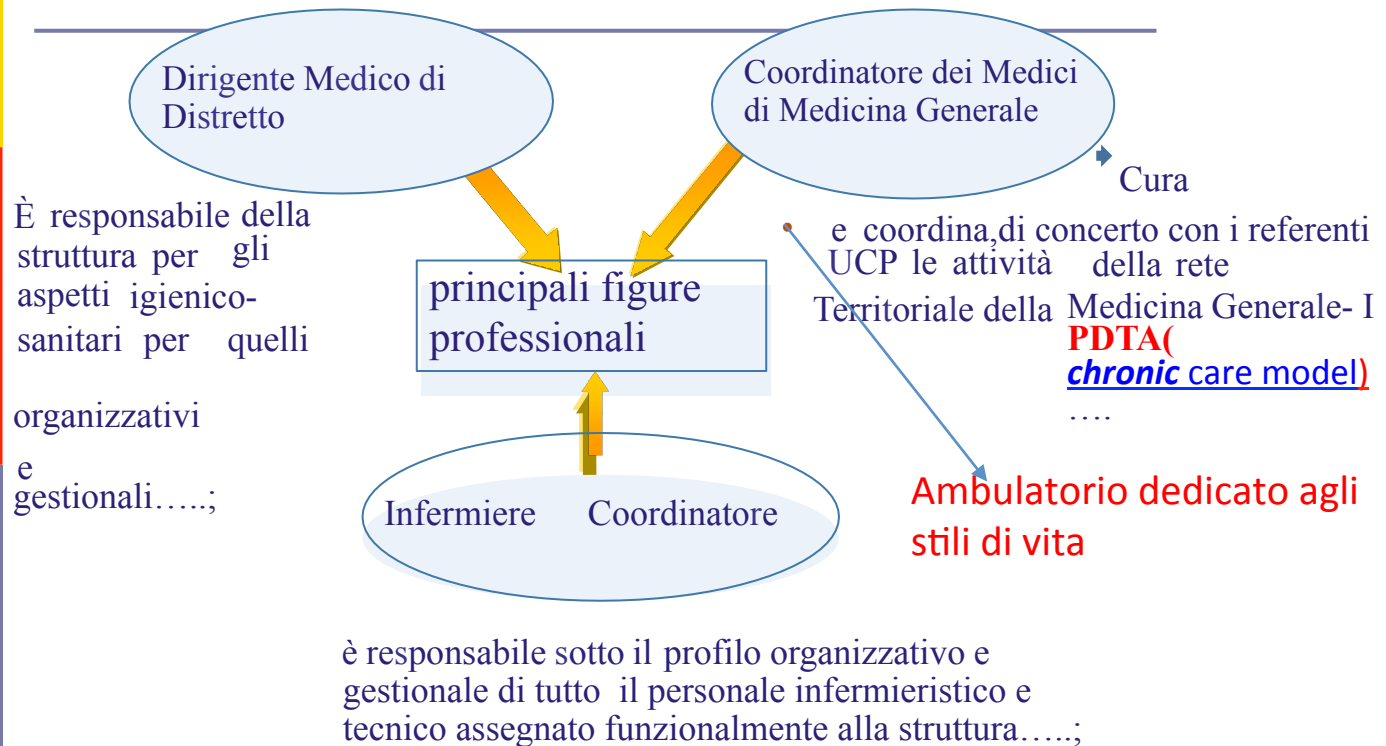 Dirigente Medico di
Distretto
Coordinatore dei Medici
di Medicina Generale
È responsabile della
struttura per gli
aspetti igienico-
sanitari per quelli
organizzativi
e
gestionali…..;
principali figure
professionali
Cura
e coordina,di concerto con i referenti
UCP le attività della rete
Territoriale della Medicina Generale- I
PDTA(
chronic care model)
….
Ambulatorio dedicato agli
stili di vita
Infermiere Coordinatore
è responsabile sotto il profilo organizzativo e
gestionale di tutto il personale infermieristico e
tecnico assegnato funzionalmente alla struttura…..;